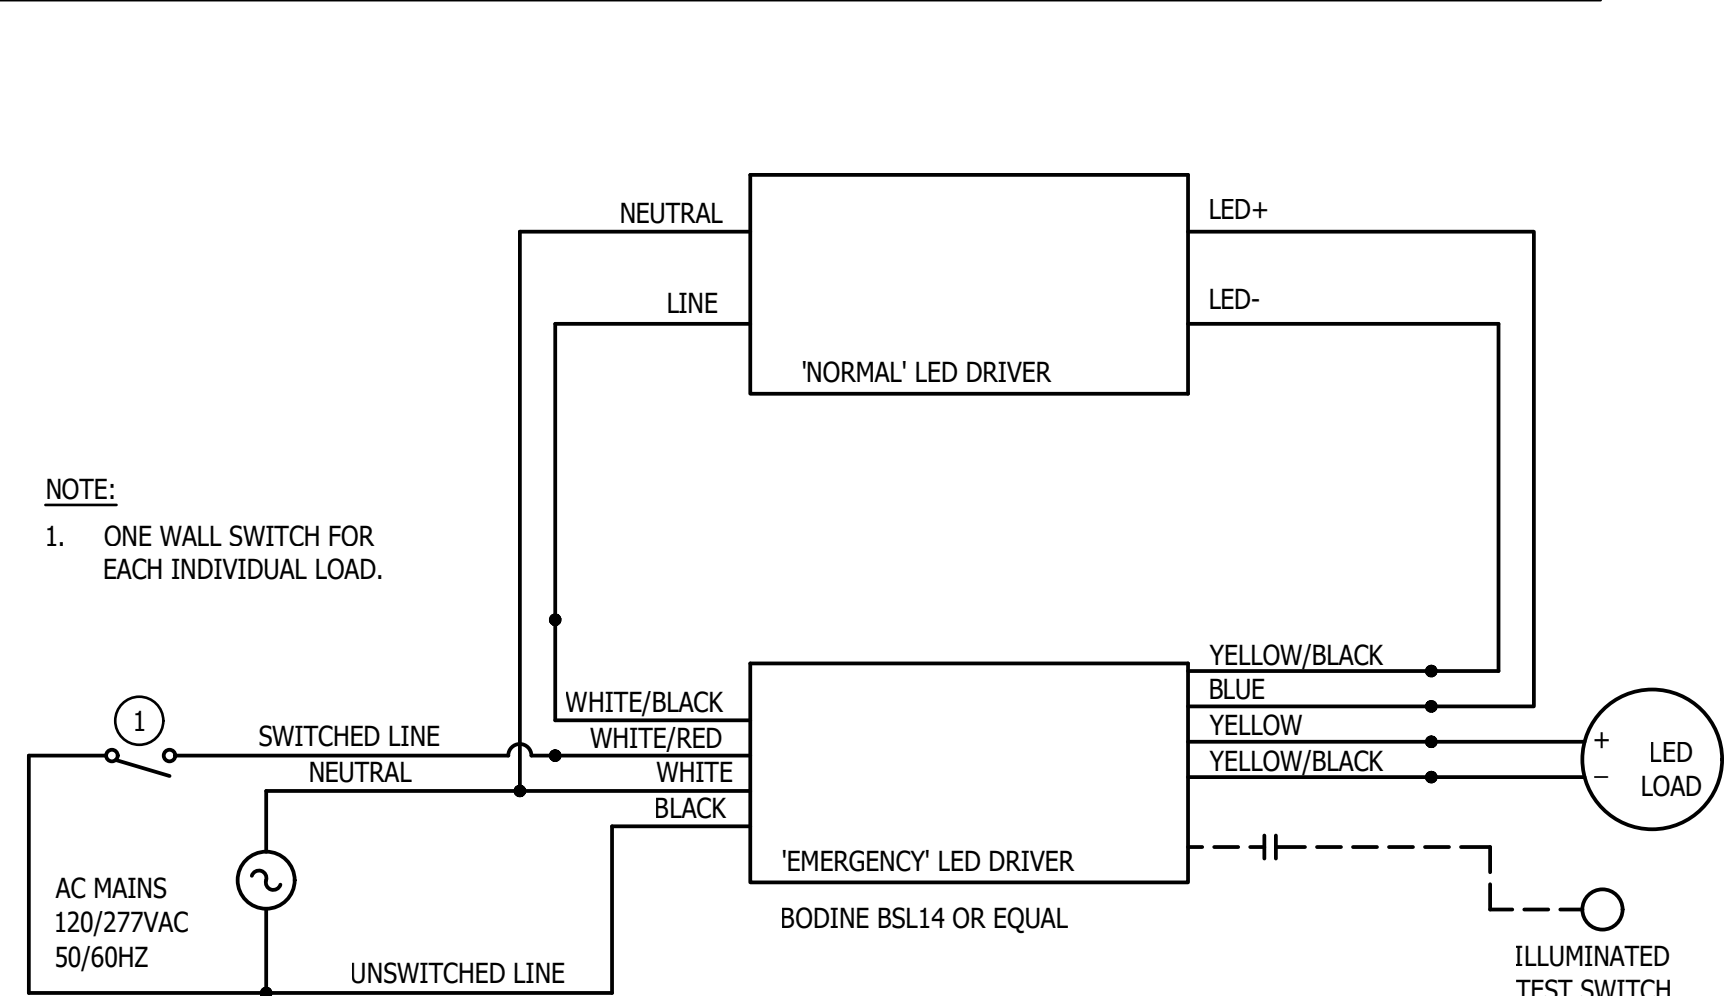 NEUTRAL
LED+
LINE
LED-
'NORMAL' LED DRIVER
NOTE:
1. ONE WALL SWITCH FOR
EACH INDIVIDUAL LOAD.
YELLOW/BLACK
BLUE
WHITE/BLACK
YELLOW
1
SWITCHED LINE
WHITE/RED
YELLOW/BLACK
NEUTRAL
WHITE
BLACK
+
−
LED
LOAD
'EMERGENCY' LED DRIVER
BODINE BSL14 OR EQUAL
AC MAINS
120/277VAC
50/60HZ
UNSWITCHED LINE
ILLUMINATED
TEST SWITCH